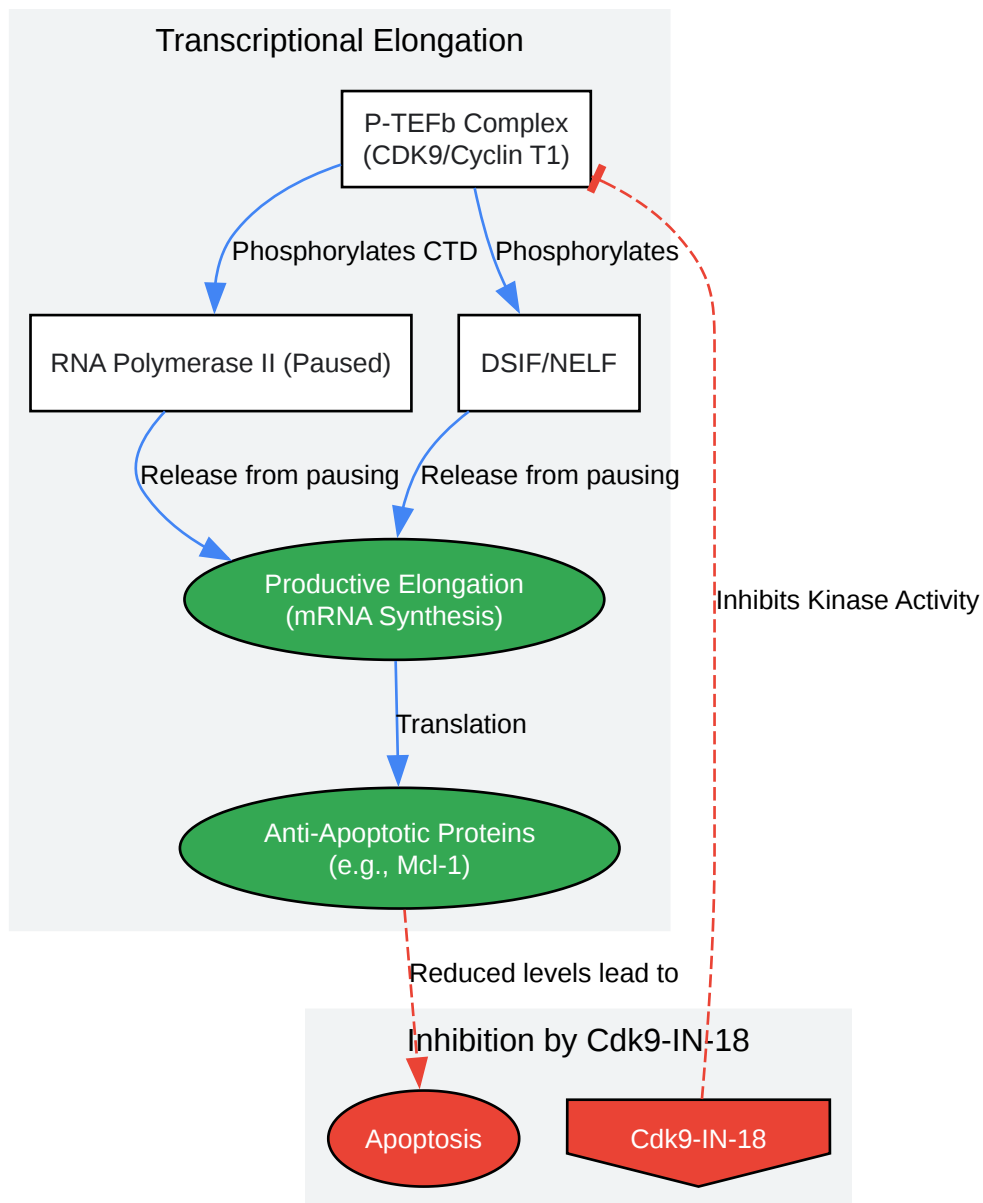 Transcriptional Elongation
P-TEFb Complex
(CDK9/Cyclin T1)
Phosphorylates CTD
Phosphorylates
RNA Polymerase II (Paused)
DSIF/NELF
Release from pausing
Release from pausing
Productive Elongation
(mRNA Synthesis)
Inhibits Kinase Activity
Translation
Anti-Apoptotic Proteins
(e.g., Mcl-1)
Reduced levels lead to
Inhibition by Cdk9-IN-18
Apoptosis
Cdk9-IN-18